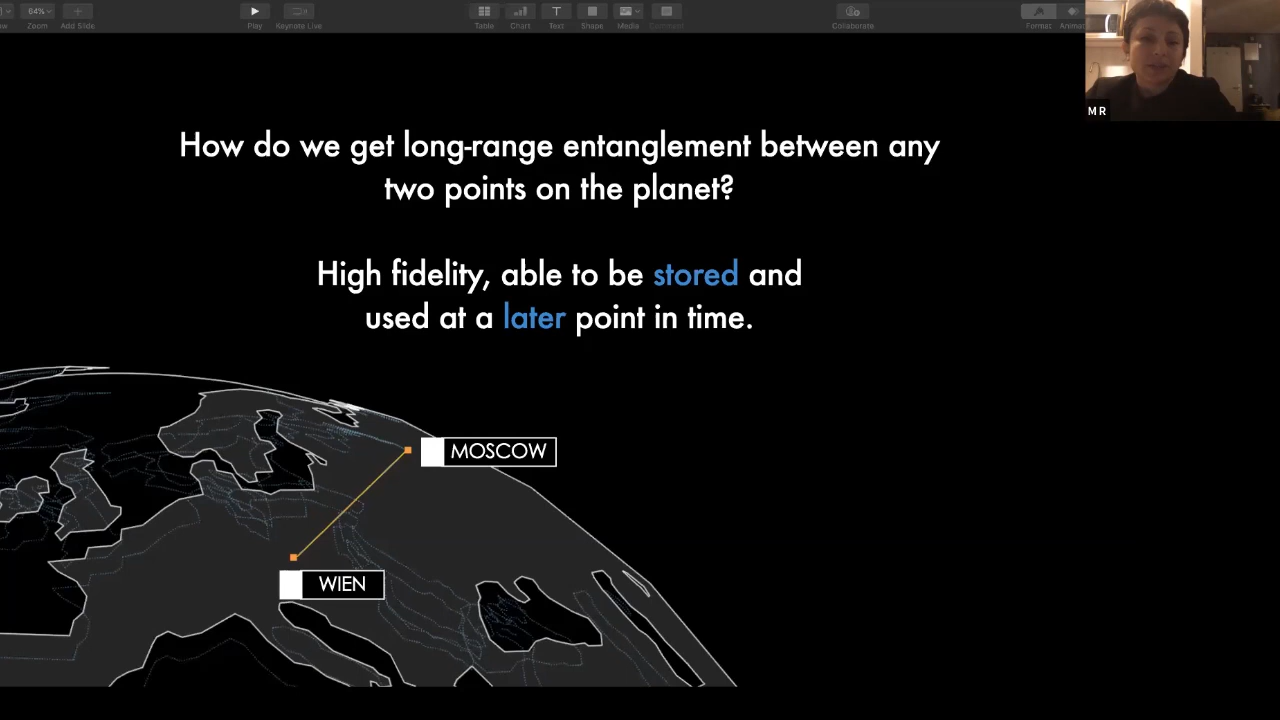 64%
Zoom
Add Slide
Play
Keynote Live
Table
Chart
Text
Shape
Media
Comment
Collaborate
Format
MR
How do we get long-range entanglement between any
two points on the planet?
High fidelity, able to be stored and
used at a later point in time.
MOSCOW
WIEN